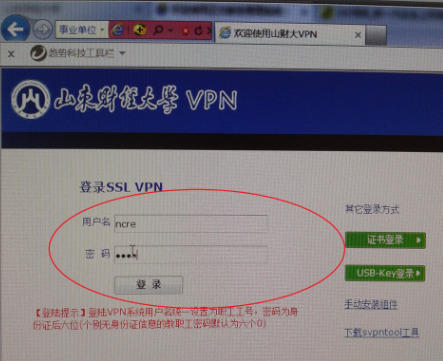 事业单位
欢迎使用山财大VPN
x 趋势科技工具栏
山东财经大学 VPN
登录SSL VPN
用户名 ncre
密 码
登 录
其它登录方式
证书登录
USB-Key登录
手动安装组件
下载svpntool工具
【登陆提示】登陆VPN系统用户名统一设置为职工工号，密码为身
份证后六位(个别无身份证信息的教职工密码默认为六个0)